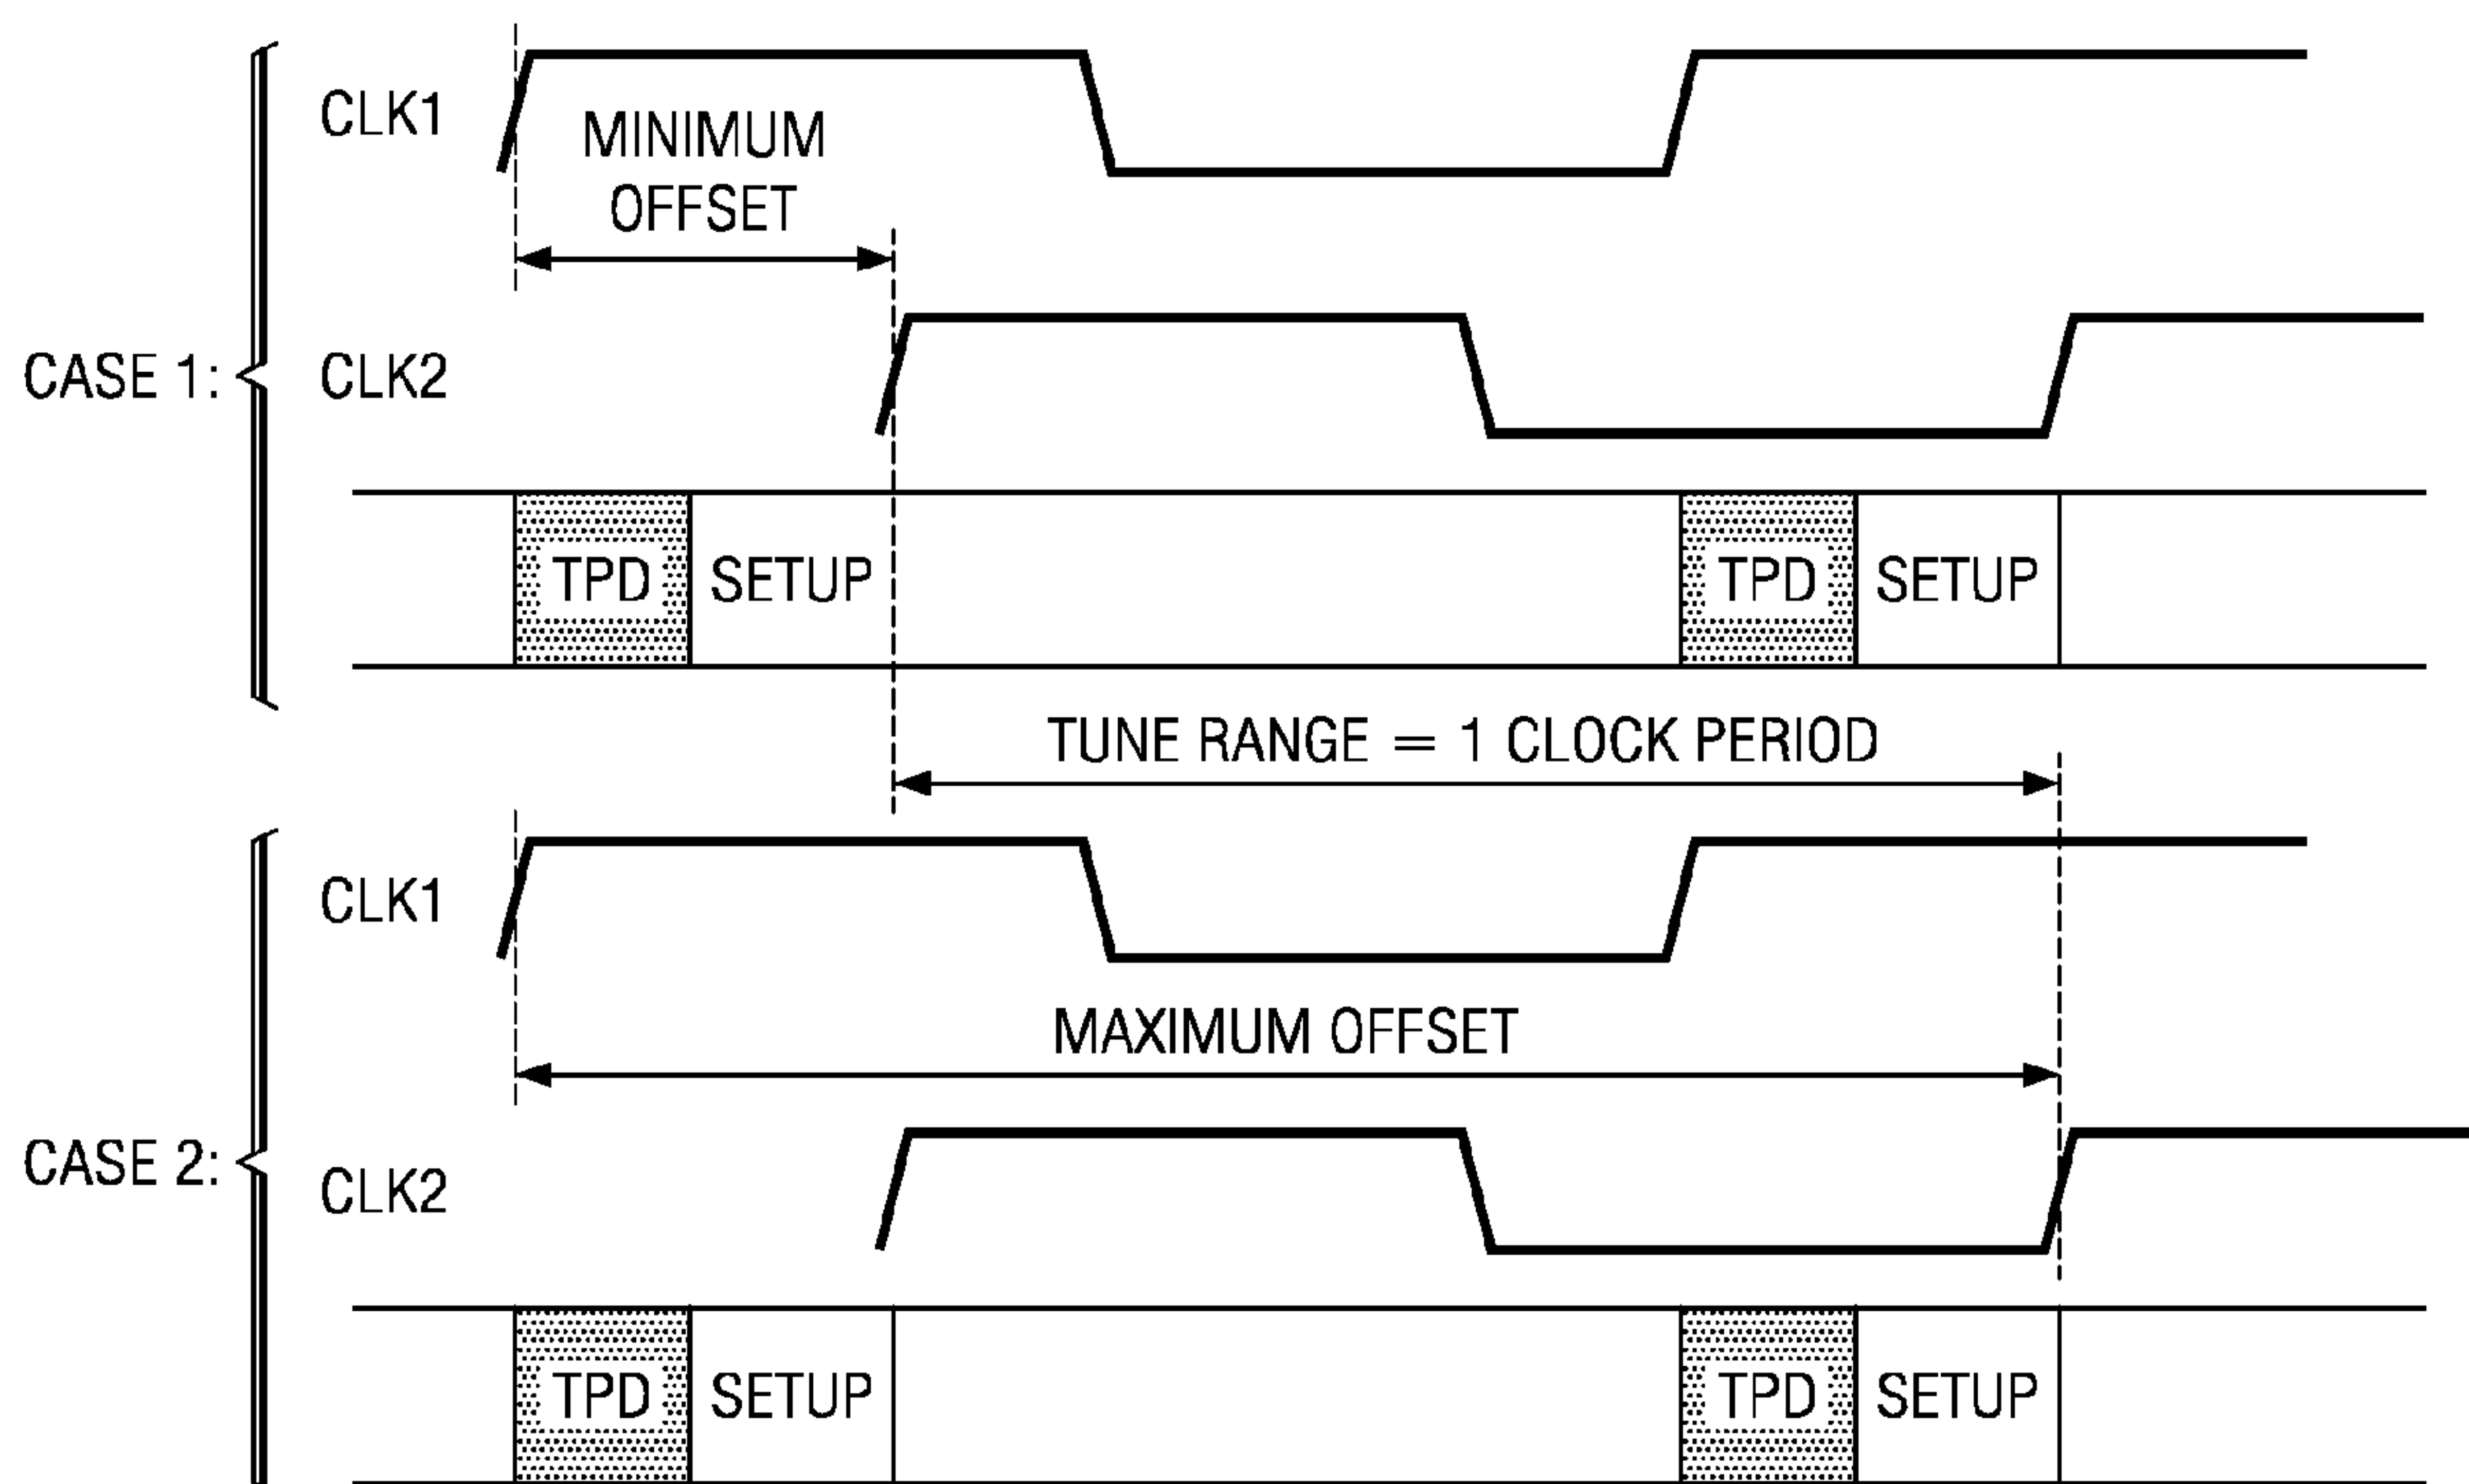 CLK1
MINIMUM
OFFSET
CASE 1:
CLK2
TPD SETUP TPD SETUP
TUNE RANGE = 1 CLOCK PERIOD
CLK1
MAXIMUM OFFSET
CASE 2:
CLK2
TPD SETUP TPD SETUP